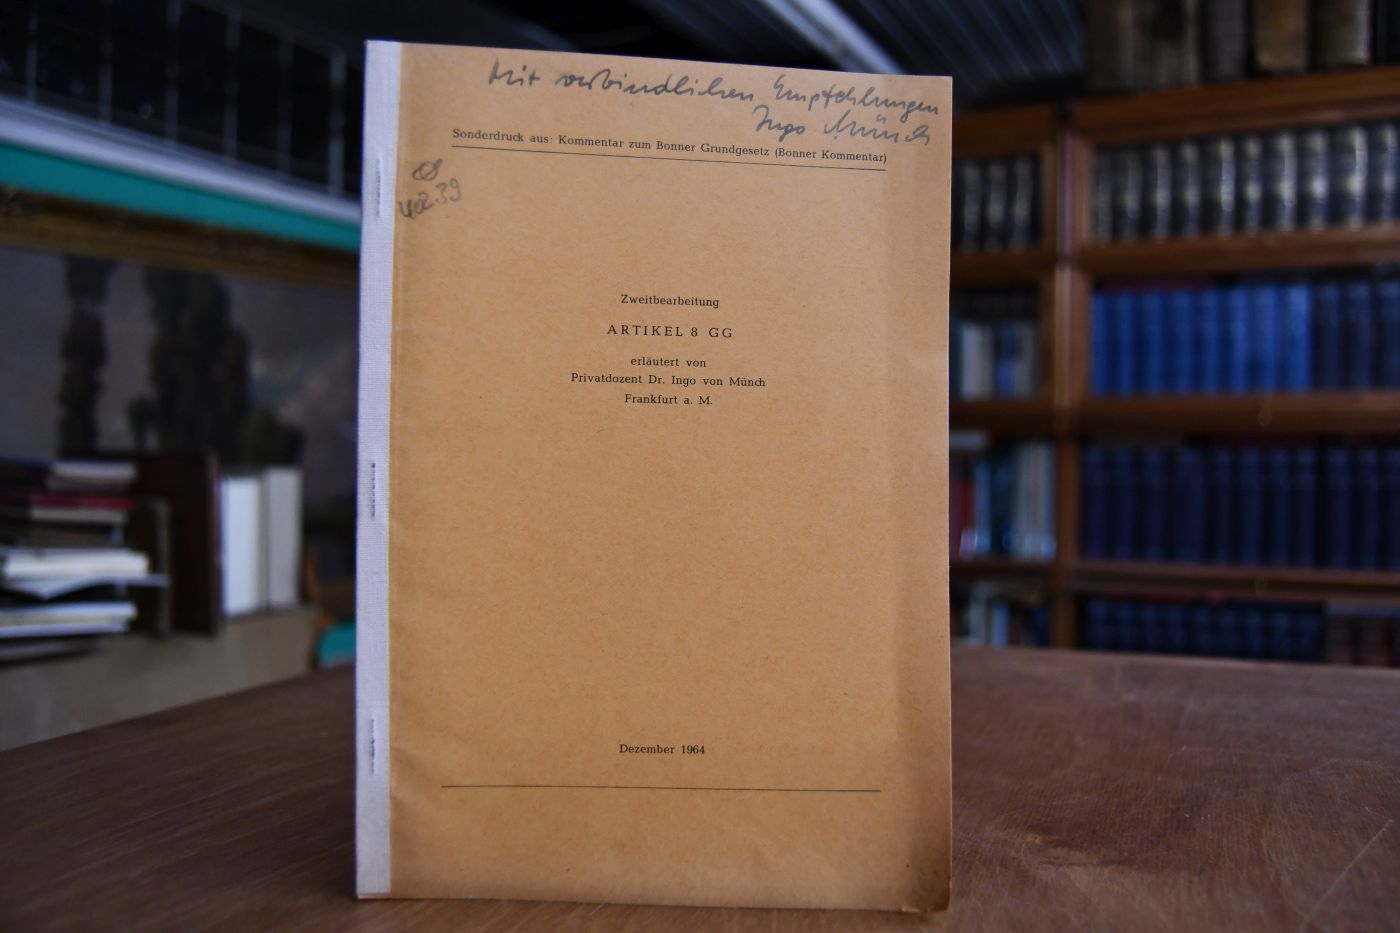 Mit verbindlichen Empfehlungen
Ingo Münch
Sonderdruck aus: Kommentar zum Bonner Grundgesetz (Bonner Kommentar)
39
Zweitbearbeitung
ARTIKEL 8 GG
erläutert von
Privatdozent Dr. Ingo von Münch
Frankfurt a. M.
Dezember 1964